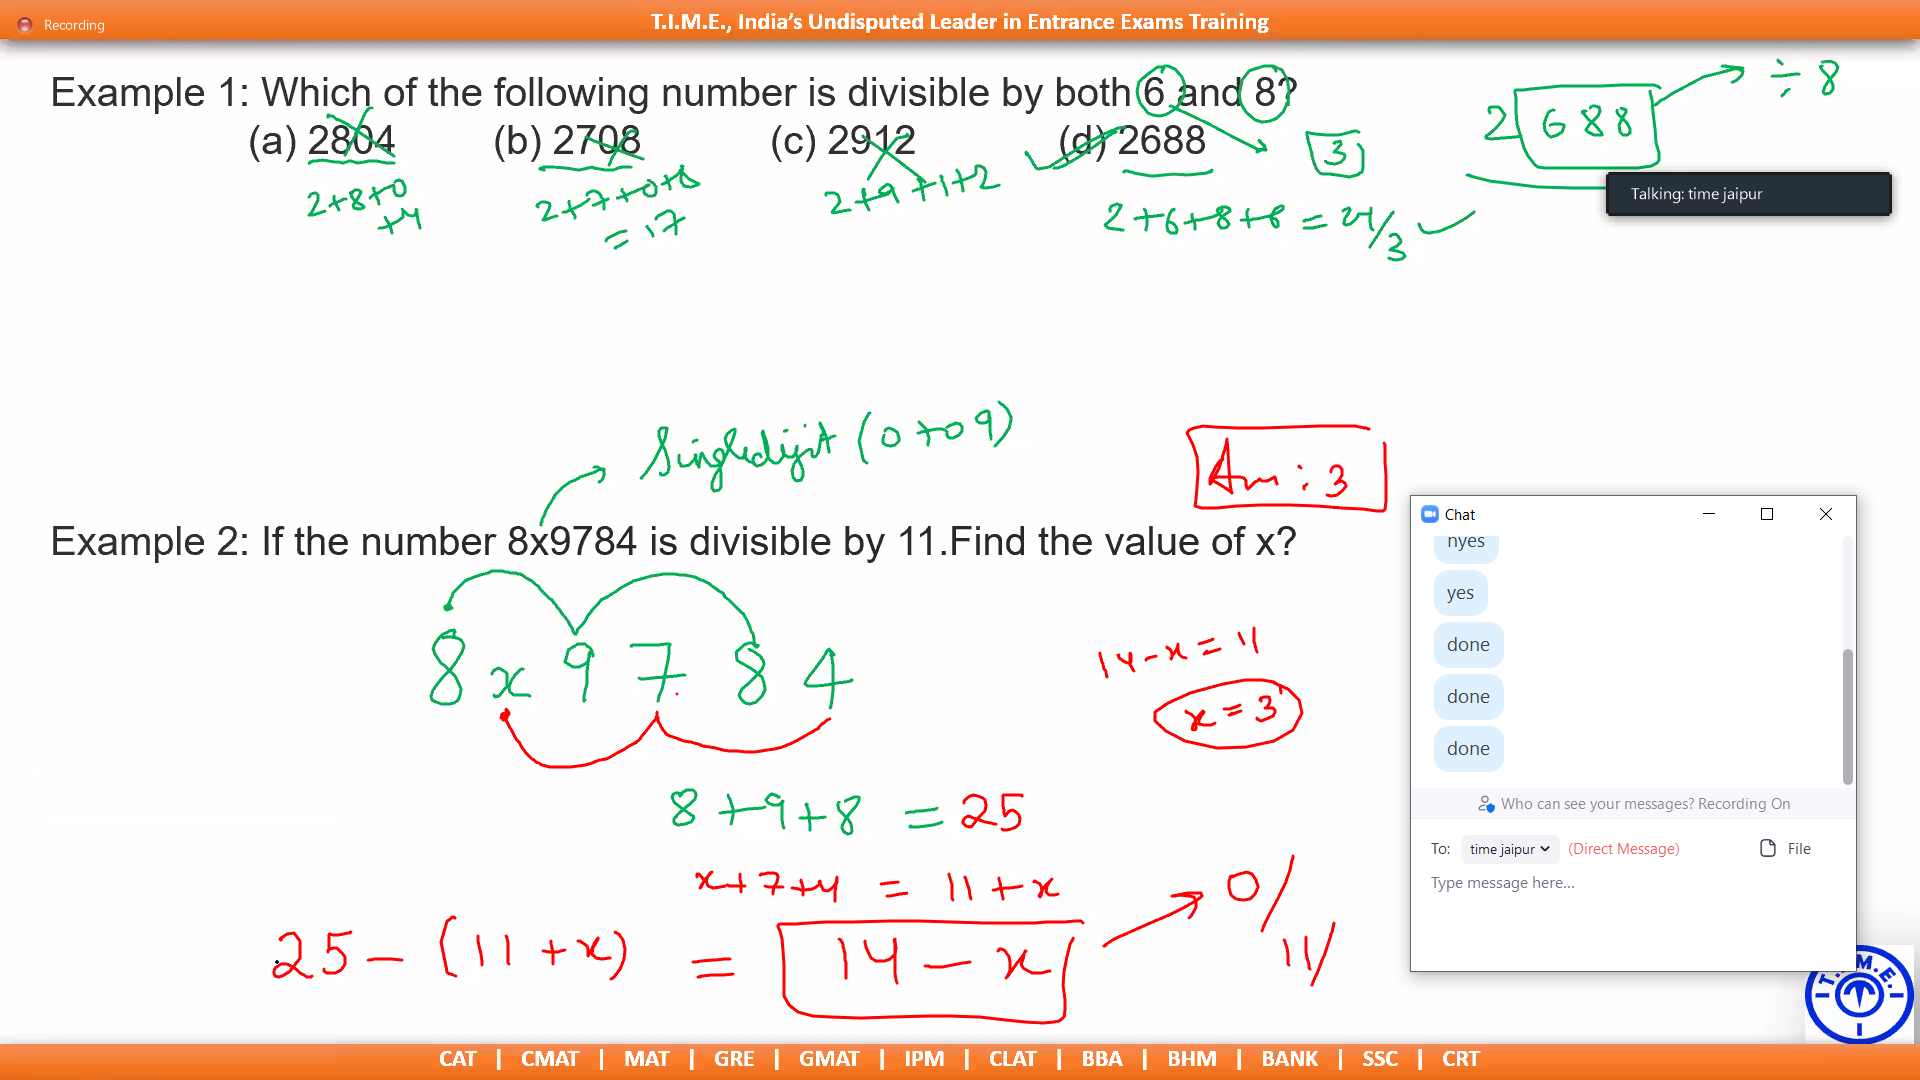 Recording
T.I.M.E., India's Undisputed Leader in Entrance Exams Training
Example 1: Which of the following number is divisible by both 6 and 8?
(a) 2804 (b) 2708 (c) 2912 (d) 2688
3
2 688 ÷ 8
2+8+0
+4
2+7+0+8
= 17
2+9+1+2
2+6+8+8 = 24/3
Talking: time jaipur
Single digit (0 to 9)
Ans : 3
Example 2: If the number 8x9784 is divisible by 11.Find the value of x?
8 x 9 7 8 4
14-x = 11
x = 3
8+9+8 = 25
x+7+4 = 11+x
25-(11+x) = 14-x
0/
11/
Chat
nyes
yes
done
done
done
Who can see your messages? Recording On
To: time jaipur (Direct Message) File
Type message here...
T.I.M.E.
CAT | CMAT | MAT | GRE | GMAT | IPM | CLAT | BBA | BHM | BANK | SSC | CRT